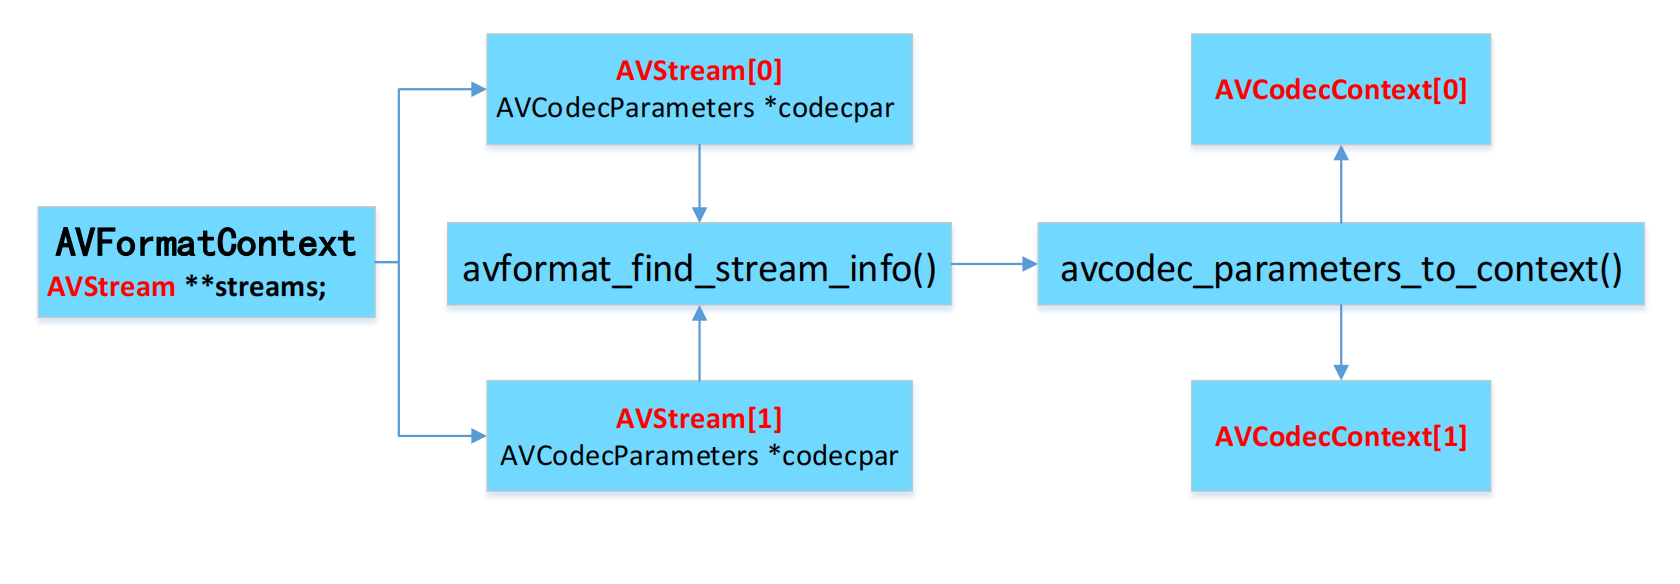 AVFormatContext
AVStream **streams;
AVStream[0]
AVCodecParameters *codecpar
avformat_find_stream_info()
AVStream[1]
AVCodecParameters *codecpar
AVCodecContext[0]
avcodec_parameters_to_context()
AVCodecContext[1]